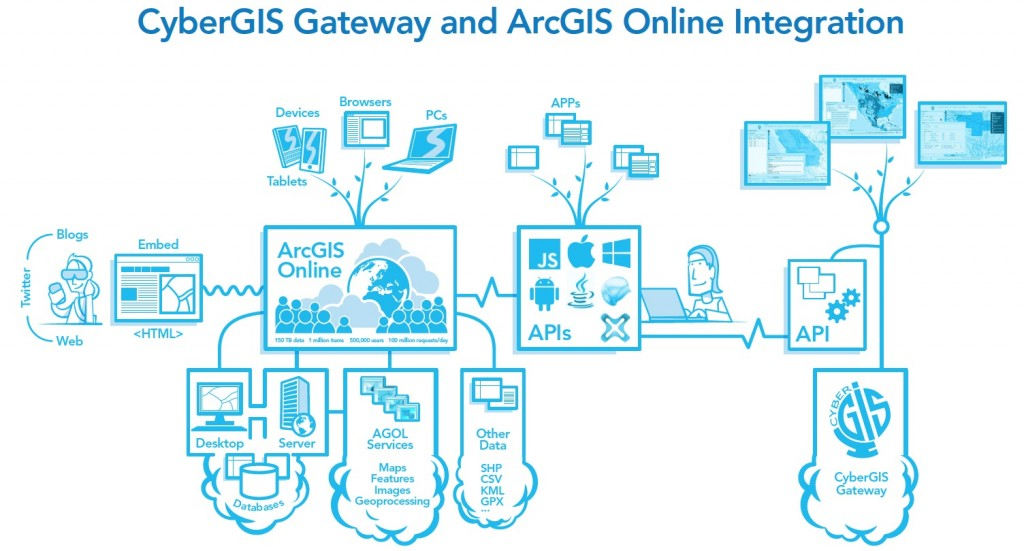 CyberGIS Gateway and ArcGIS Online Integration
Devices
Browsers
PCs
Tablets
APPs
Blogs
Twitter
Web
Embed
<HTML>
ArcGIS
Online
150 TB data 1 million items 500,000 users 100 million requests/day
JS
APIs
API
Desktop
Server
Databases
AGOL
Services
Maps
Features
Images
Geoprocessing
Other
Data
SHP
CSV
KML
GPX
...
CYBER
GIS
CyberGIS
Gateway